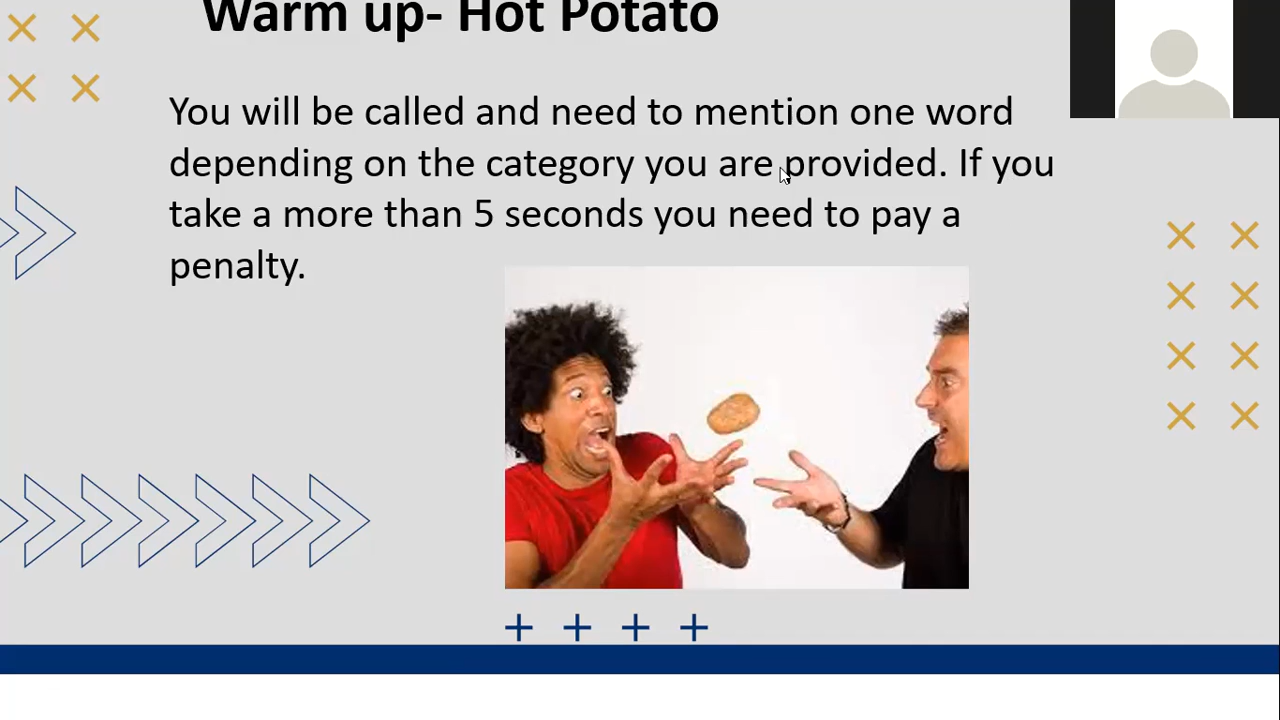 Warm up- Hot Potato
You will be called and need to mention one word
depending on the category you are provided. If you
take a more than 5 seconds you need to pay a
penalty.